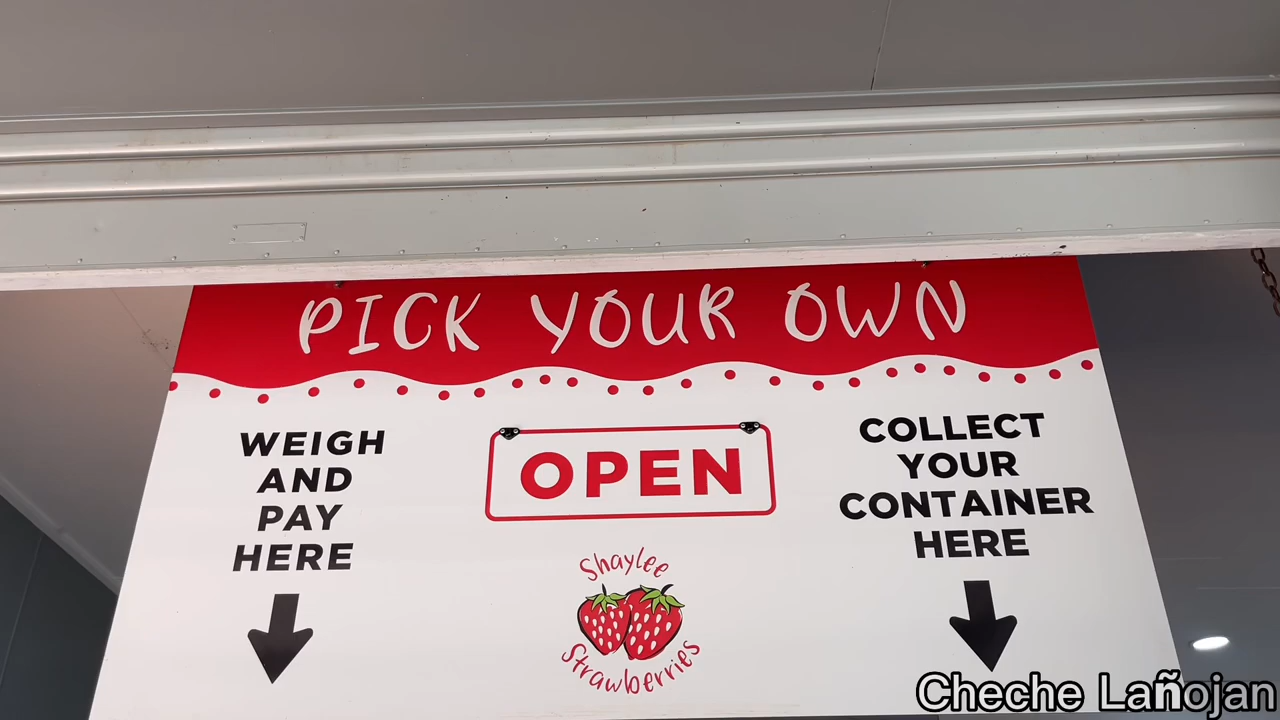 PICK YOUR OWN
WEIGH
AND
PAY
HERE
OPEN
Shaylee
Strawberries
COLLECT
YOUR
CONTAINER
HERE
Cheche Lañojan